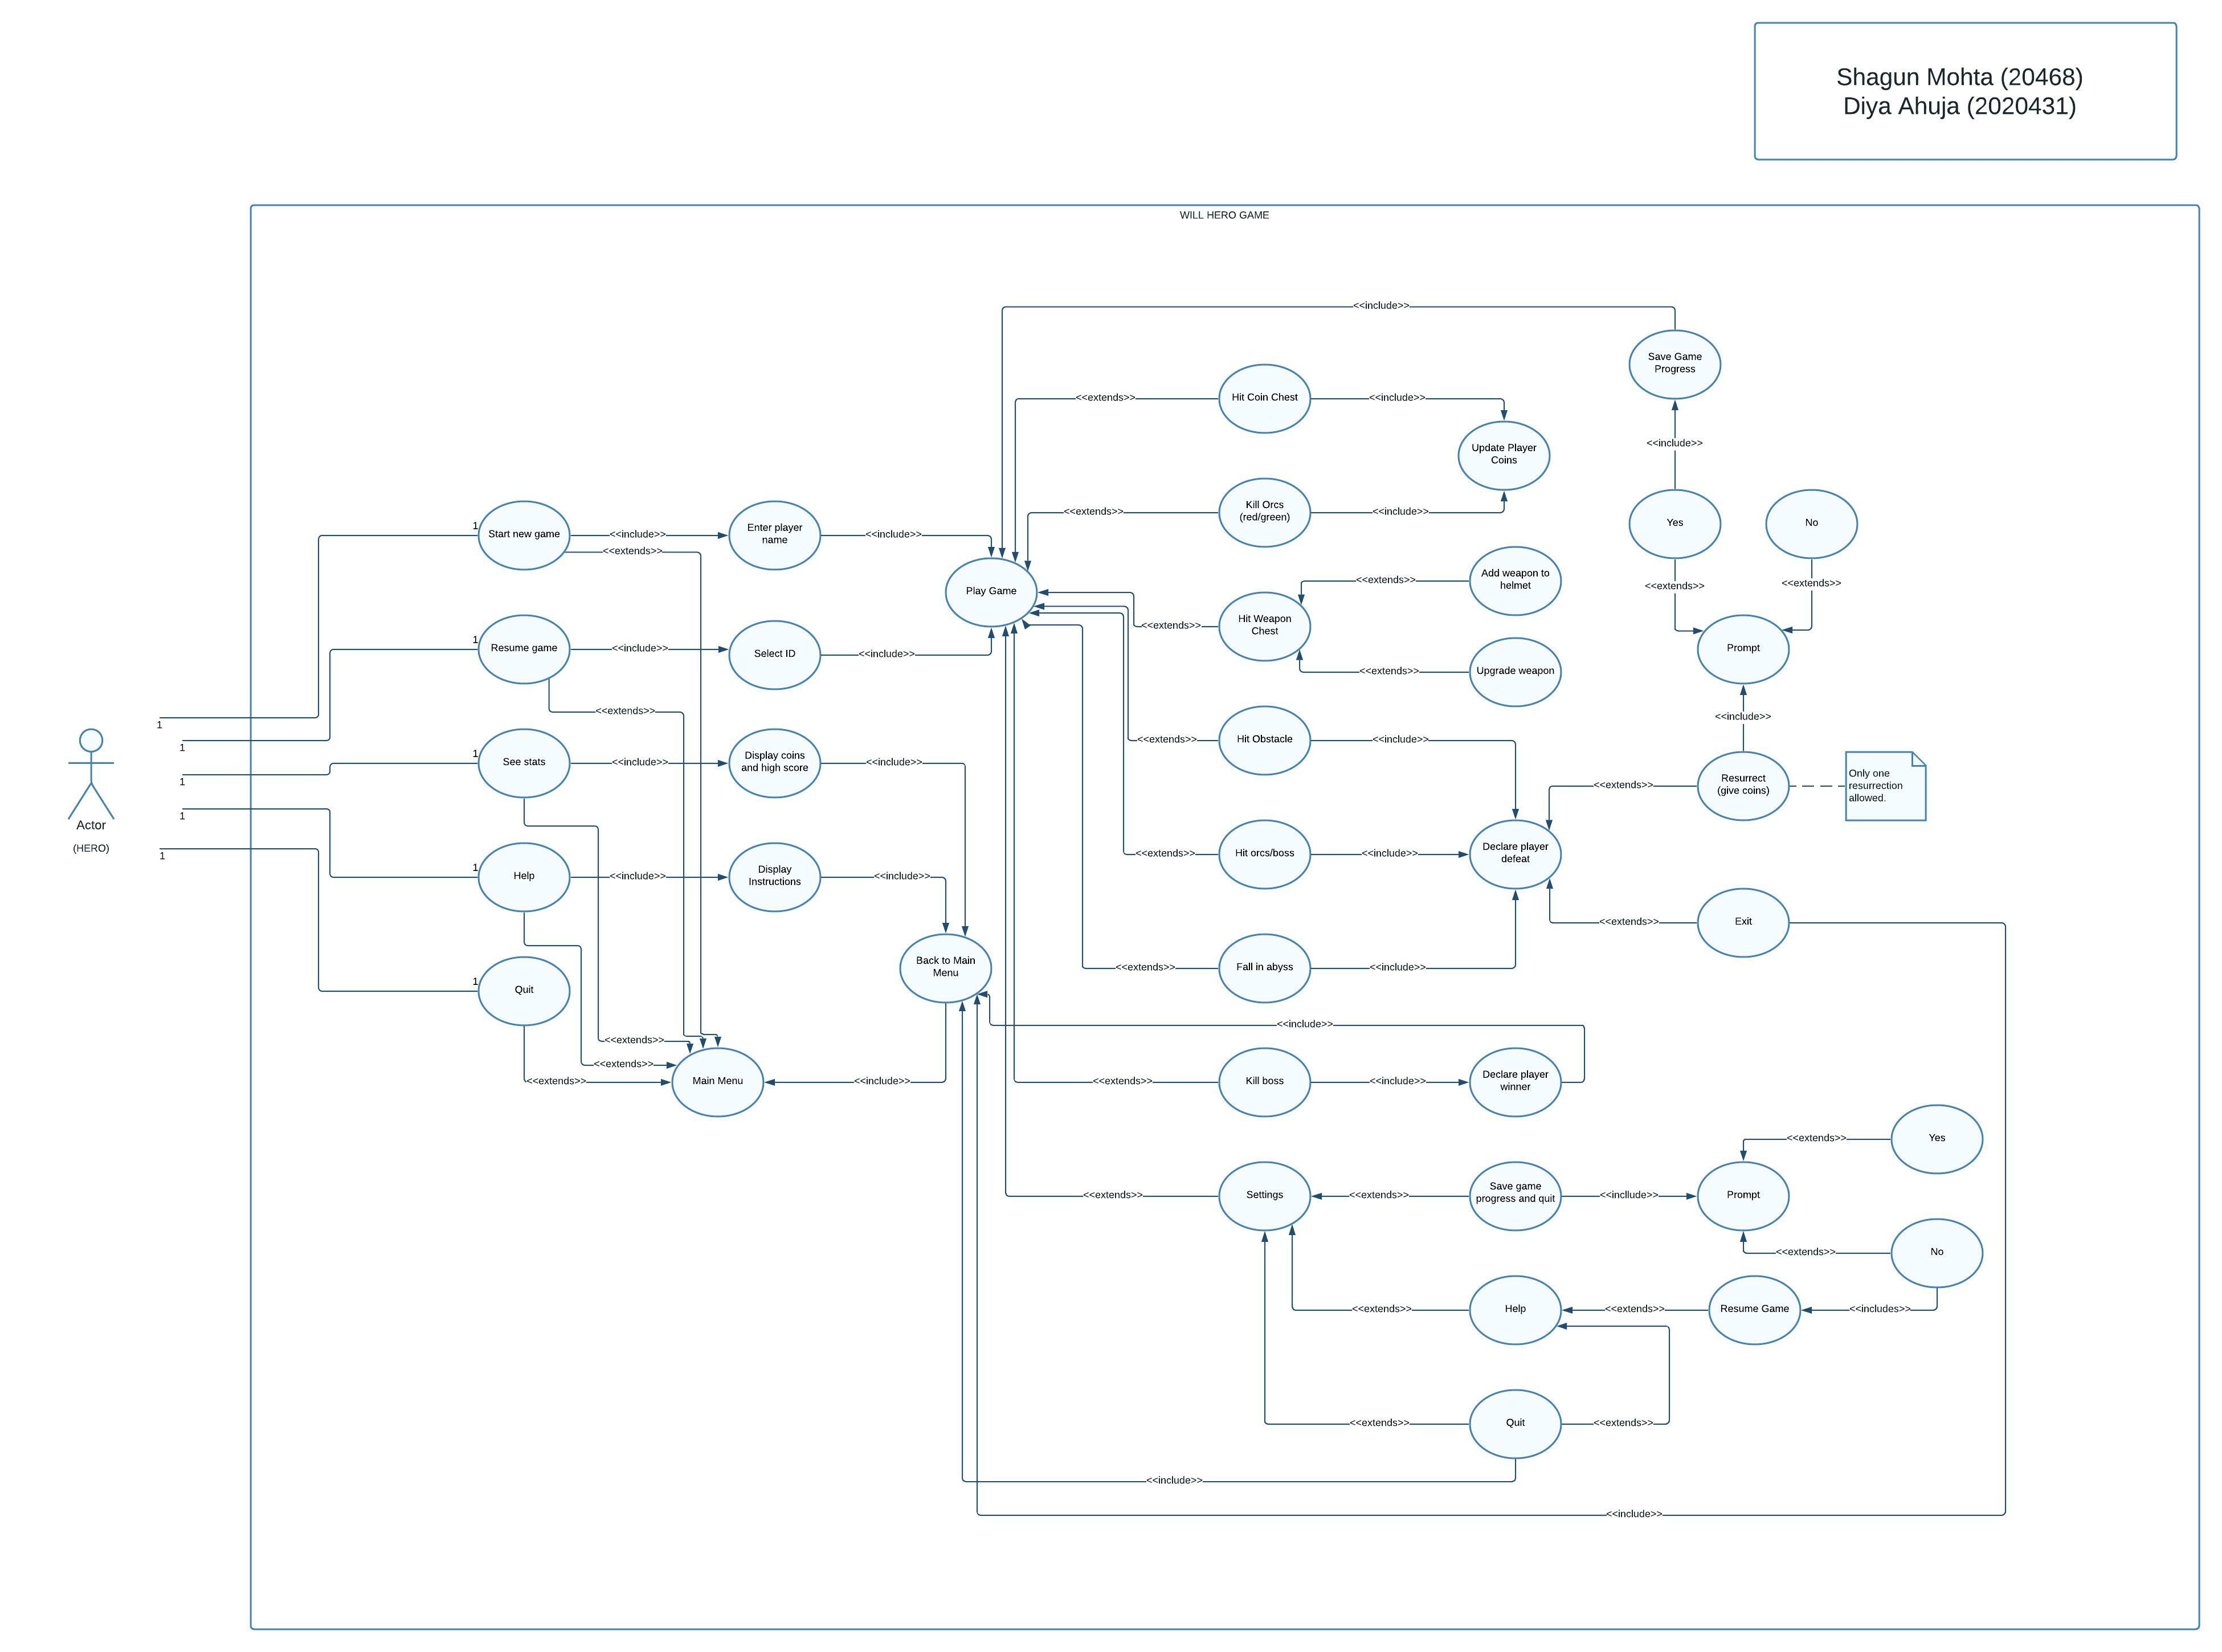 Shagun Mohta (20468)
Diya Ahuja (2020431)
WILL HERO GAME
<<include>>
Save Game
Progress
Hit Coin Chest
<<extends>>
<<include>>
Update Player
Coins
<<include>>
Kill Orcs
(red/green)
<<extends>>
<<include>>
Yes
No
1
Start new game
<<include>>
<<extends>>
Enter player
name
<<include>>
Play Game
Add weapon to
helmet
<<extends>>
<<extends>>
<<extends>>
Hit Weapon
Chest
<<extends>>
Prompt
1
Resume game
<<include>>
Select ID
<<include>>
Upgrade weapon
<<extends>>
<<extends>>
<<include>>
1
1
Hit Obstacle
<<extends>>
<<include>>
1
See stats
<<include>>
Display coins
and high score
<<include>>
1
Resurrect
(give coins)
<<extends>>
Only one
resurrection
allowed.
1
Actor
(HERO)
1
Hit orcs/boss
<<extends>>
<<include>>
Declare player
defeat
1
Help
<<include>>
Display
Instructions
<<include>>
Exit
<<extends>>
Back to Main
Menu
Fall in abyss
<<extends>>
<<include>>
1
Quit
<<include>>
<<extends>>
<<extends>>
<<extends>>
Main Menu
<<include>>
Kill boss
<<extends>>
<<include>>
Declare player
winner
Yes
<<extends>>
Settings
<<extends>>
<<extends>>
Save game
progress and quit
<<incllude>>
Prompt
No
<<extends>>
Help
<<extends>>
<<extends>>
Resume Game
<<includes>>
Quit
<<extends>>
<<extends>>
<<include>>
<<include>>